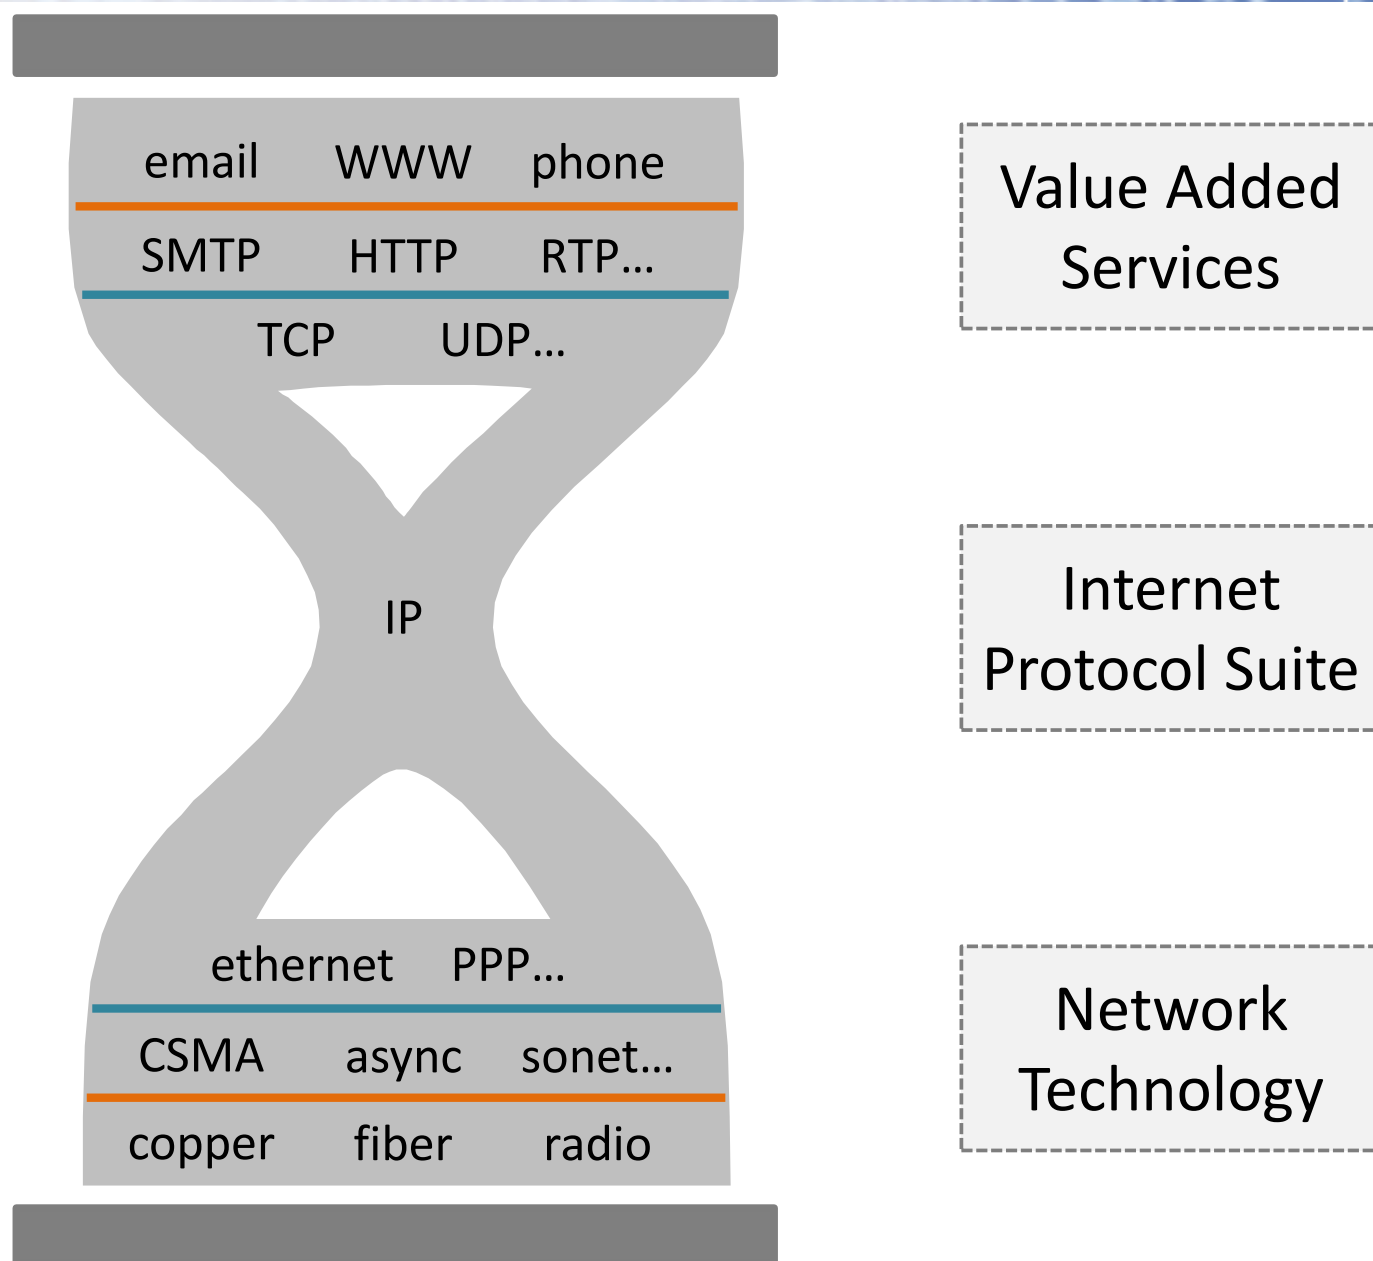 email WWW phone
SMTP HTTP RTP...
TCP UDP...
IP
ethernet PPP...
CSMA async sonet...
copper fiber radio
Value Added
Services
Internet
Protocol Suite
Network
Technology